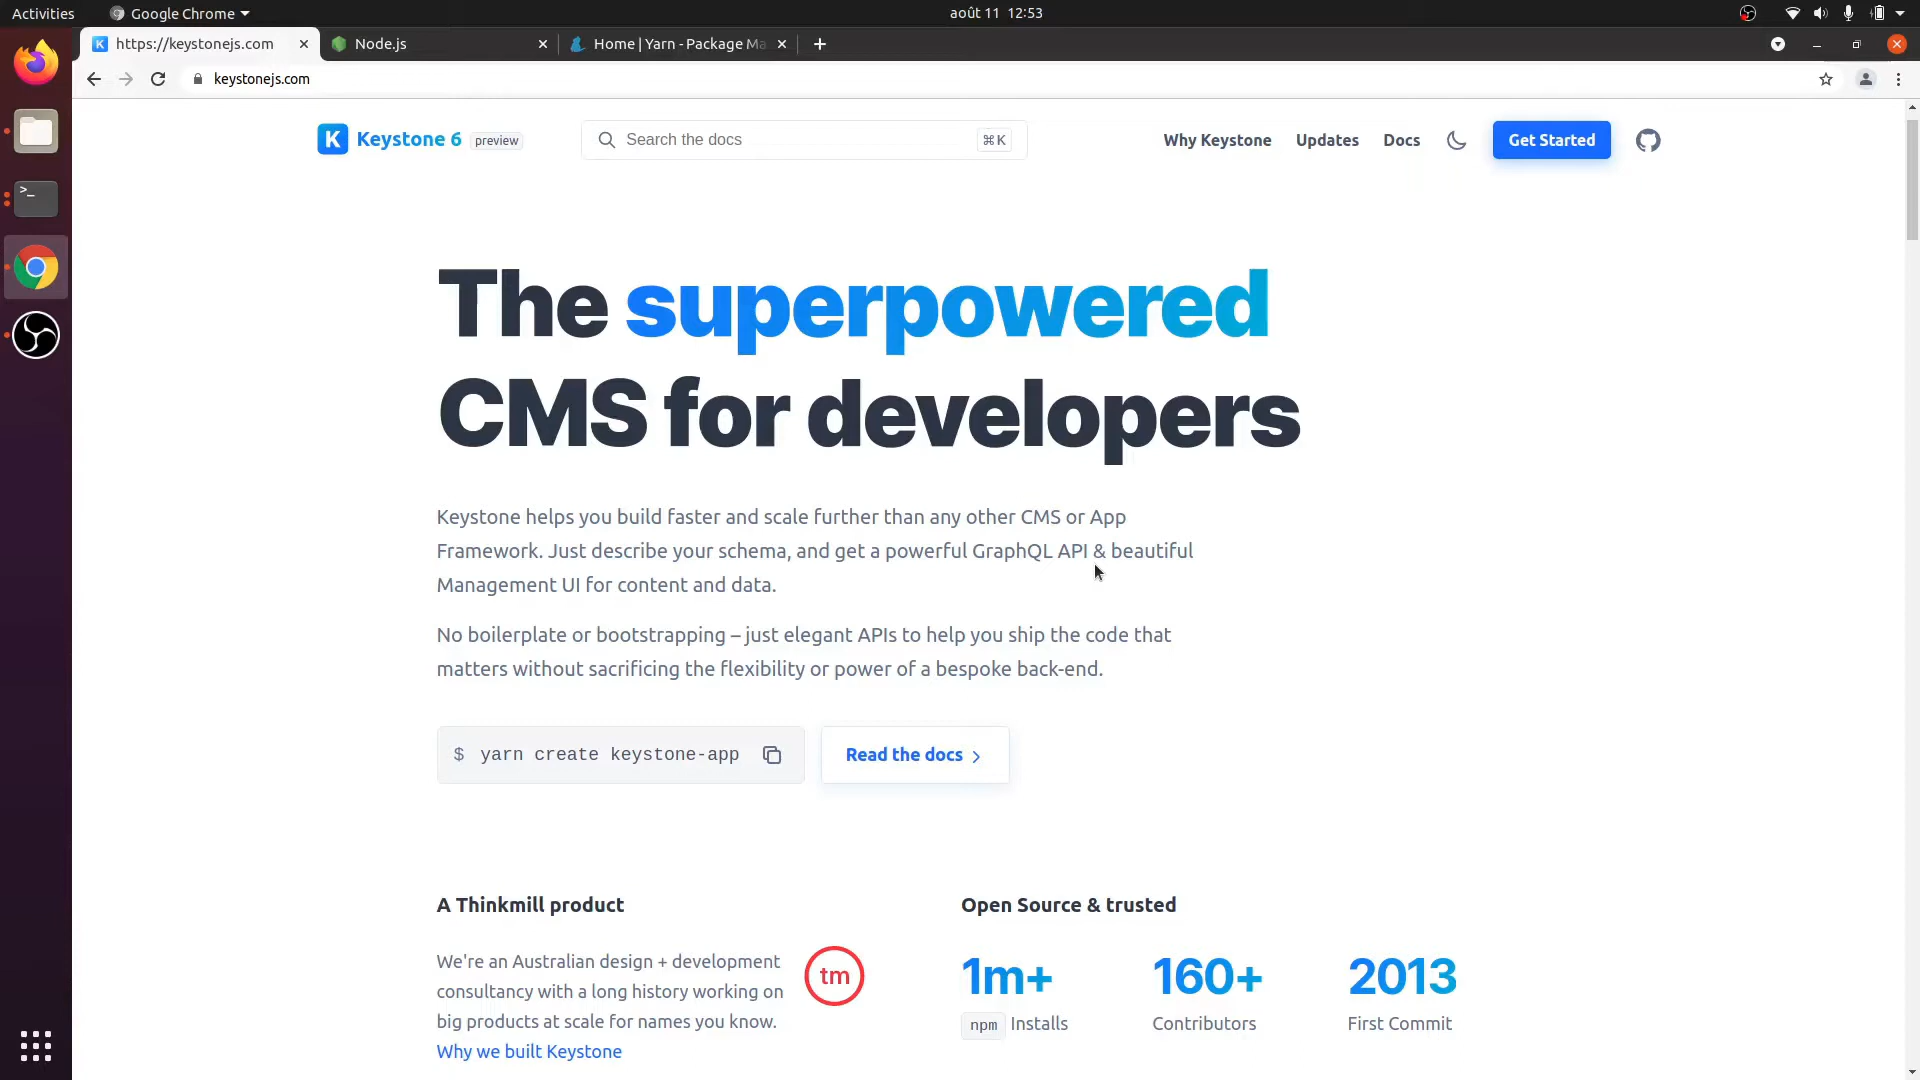 Activities
Google Chrome
août 11 12:53
https://keystonejs.com
Node.js
Home | Yarn - Package Ma
keystonejs.com
K Keystone 6 preview
Search the docs
⌘K
Why Keystone
Updates
Docs
Get Started
The superpowered
CMS for developers
Keystone helps you build faster and scale further than any other CMS or App
Framework. Just describe your schema, and get a powerful GraphQL API & beautiful
Management UI for content and data.
No boilerplate or bootstrapping – just elegant APIs to help you ship the code that
matters without sacrificing the flexibility or power of a bespoke back-end.
$ yarn create keystone-app
Read the docs
A Thinkmill product
We're an Australian design + development
consultancy with a long history working on
big products at scale for names you know.
Why we built Keystone
tm
Open Source & trusted
1m+
npm Installs
160+
Contributors
2013
First Commit